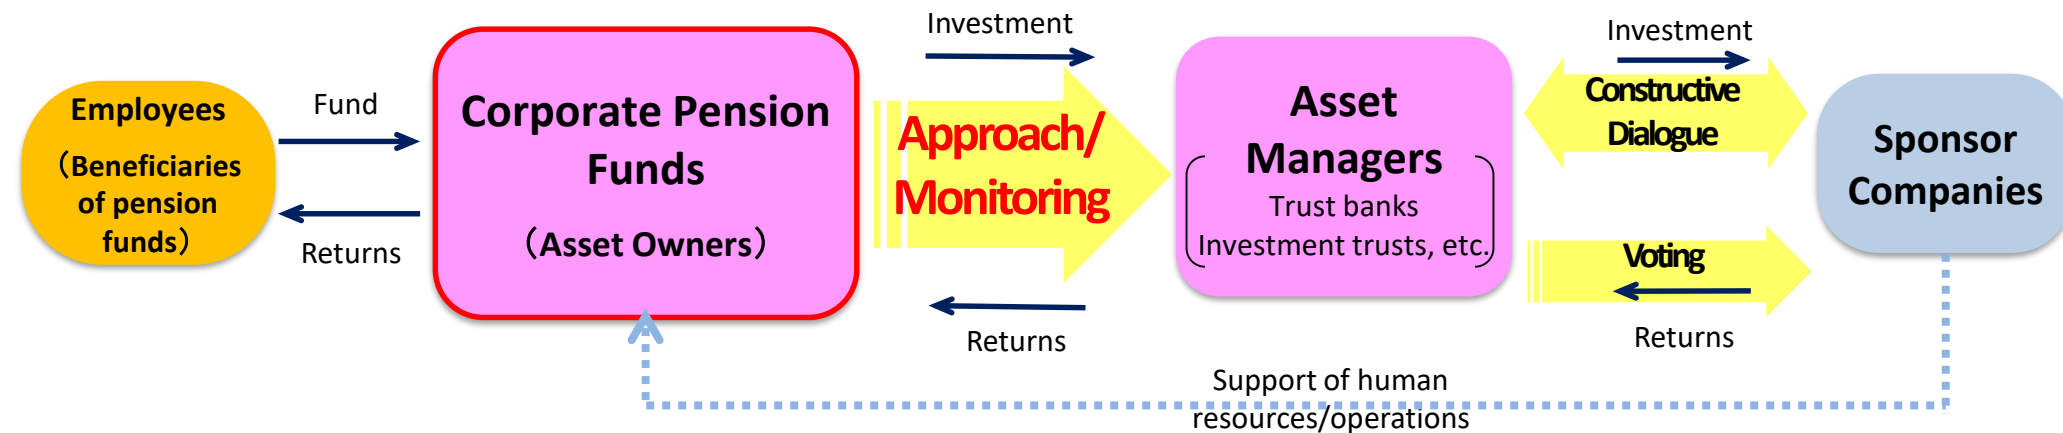 Employees
（Beneficiaries
of pension
funds）
Fund
Returns
Corporate Pension
Funds
（Asset Owners）
Investment
Approach/
Monitoring
Returns
Asset
Managers
Trust banks
Investment trusts, etc.
Investment
Constructive
Dialogue
Voting
Returns
Sponsor
Companies
Support of human
resources/operations